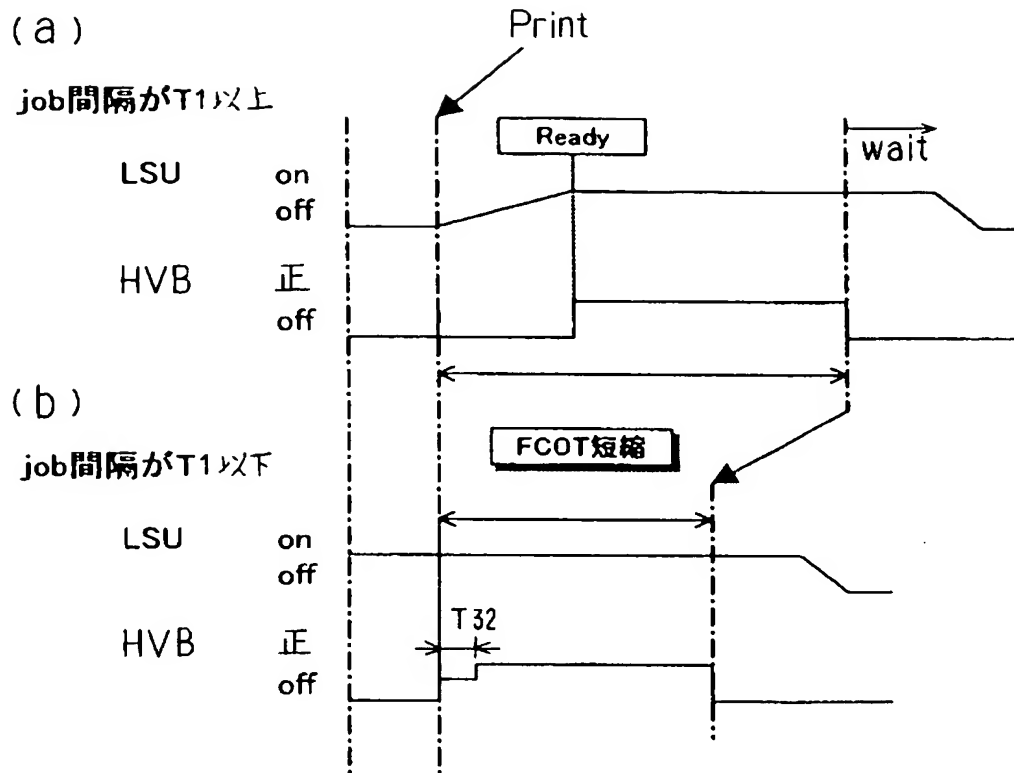 (a)
Print
job間隔がT1以上
Ready
wait
LSU on
off
HVB 正
off
(b)
FCOT短縮
job間隔がT1以下
LSU on
off
T32
HVB 正
off